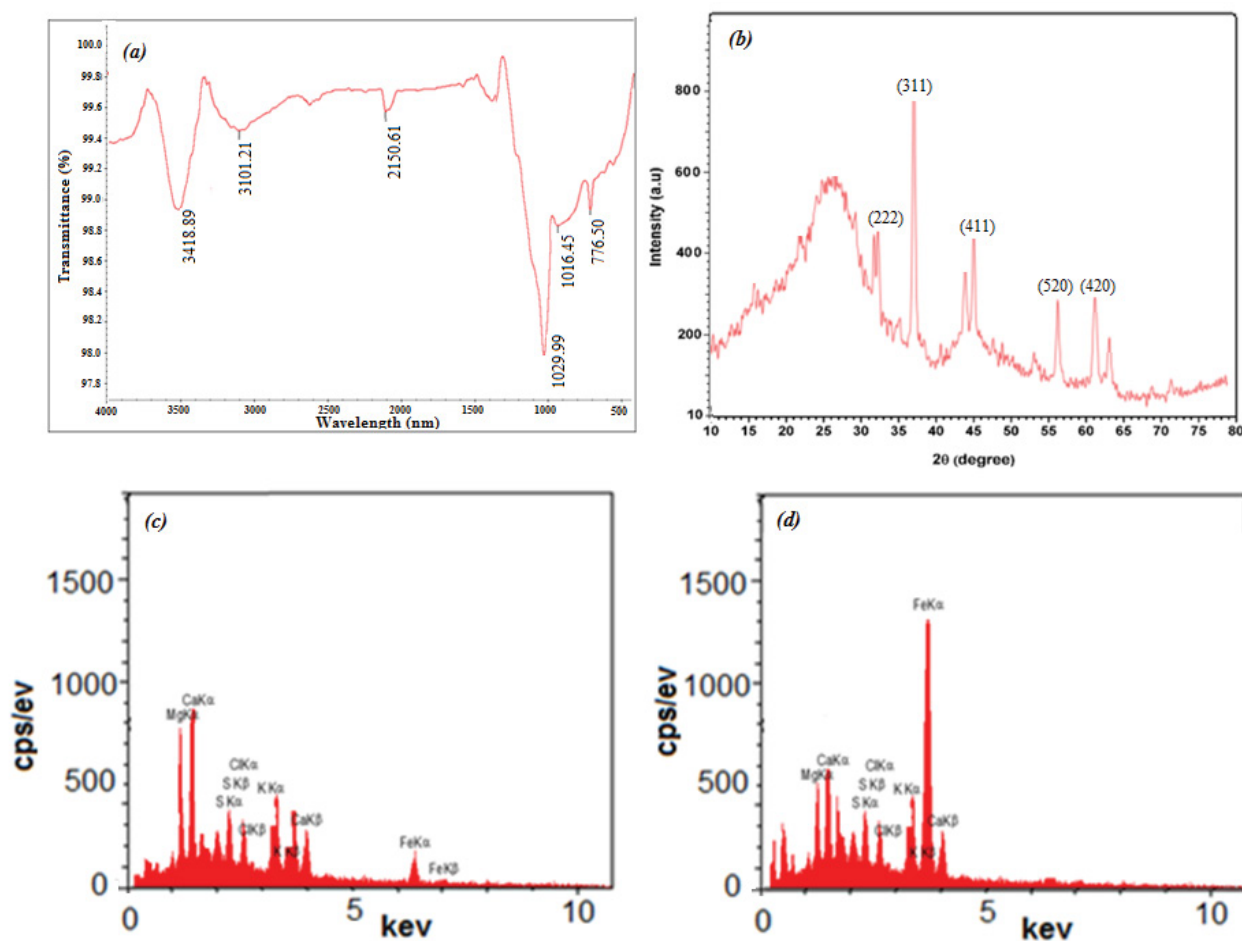 (a)
100.0
99.8
99.6
99.4
99.2
99.0
98.8
98.6
98.4
98.2
98.0
97.8
Transmittance (%)
3418.89
3101.21
2150.61
1029.99
1016.45
776.50
4000 3500 3000 2500 2000 1500 1000 500
Wavelength (nm)
(b)
800
600
400
200
10
Intensity (a.u)
(222)
(311)
(411)
(520)
(420)
10 15 20 25 30 35 40 45 50 55 60 65 70 75 80
2θ (degree)
(c)
1500
1000
500
0
cps/ev
CaKα
MgKα
ClKα
S Kβ
S Kα
ClKβ
K Kα
K Kβ
CaKβ
FeKα
FeKβ
0 5 10
kev
(d)
1500
1000
500
0
cps/ev
FeKα
CaKα
MgKα
ClKα
S Kβ
S Kα
ClKβ
K Kα
K Kβ
CaKβ
0 5 10
kev